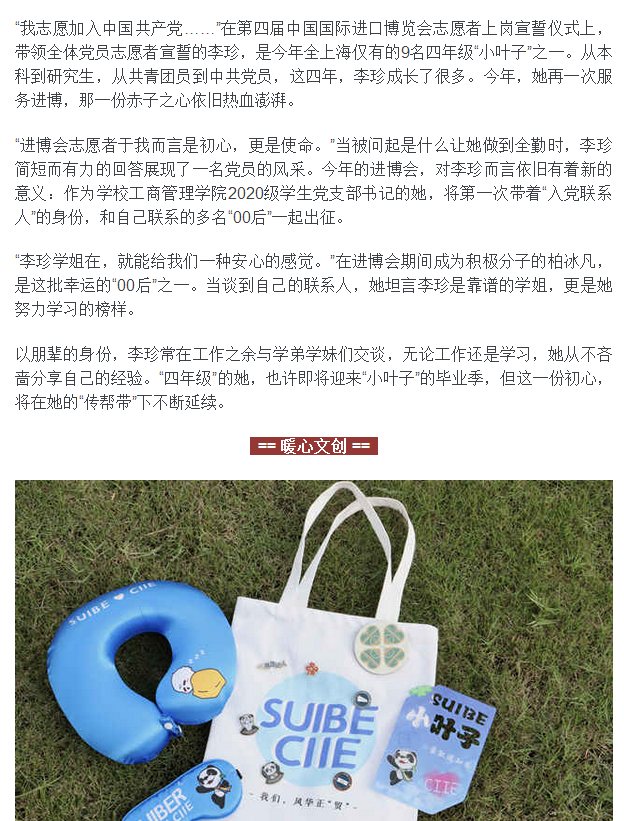 “我志愿加入中国共产党……”在第四届中国国际进口博览会志愿者上岗宣誓仪式上，
带领全体党员志愿者宣誓的李珍，是今年全上海仅有的9名四年级“小叶子”之一。从本
科到研究生，从共青团员到中共党员，这四年，李珍成长了很多。今年，她再一次服
务进博，那一份赤子之心依旧热血澎湃。
“进博会志愿者于我而言是初心，更是使命。”当被问起是什么让她做到全勤时，李珍
简短而有力的回答展现了一名党员的风采。今年的进博会，对李珍而言依旧有着新的
意义：作为学校工商管理学院2020级学生党支部书记的她，将第一次带着“入党联系
人”的身份，和自己联系的多名“00后”一起出征。
“李珍学姐在，就能给我们一种安心的感觉。”在进博会期间成为积极分子的柏冰凡，
是这批幸运的“00后”之一。当谈到自己的联系人，她坦言李珍是靠谱的学姐，更是她
努力学习的榜样。
以朋辈的身份，李珍常在工作之余与学弟学妹们交谈，无论工作还是学习，她从不吝
啬分享自己的经验。“四年级”的她，也许即将迎来“小叶子”的毕业季，但这一份初心，
将在她的“传帮带”下不断延续。
== 暖心文创 ==
SUIBE CIIE
zzz
SUIBE
CIIE
- 我们，风华正“贸” -
SUIBE
小叶子
CIIE
SUIBER
CIIE